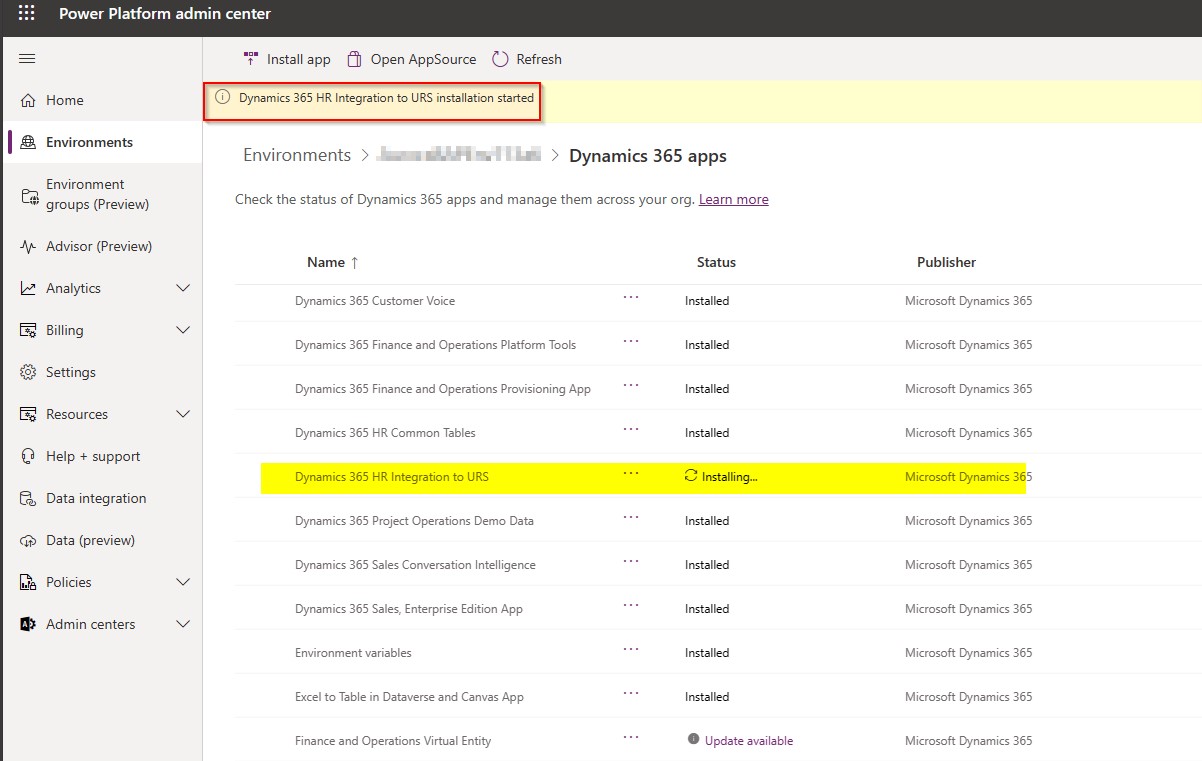 Power Platform admin center
Install app Open AppSource Refresh
Dynamics 365 HR Integration to URS installation started
Home
Environments
Environment
groups (Preview)
Advisor (Preview)
Analytics
Billing
Settings
Resources
Help + support
Data integration
Data (preview)
Policies
Admin centers
Environments > > Dynamics 365 apps
Check the status of Dynamics 365 apps and manage them across your org. Learn more
Name ↑ Status Publisher
Dynamics 365 Customer Voice ... Installed Microsoft Dynamics 365
Dynamics 365 Finance and Operations Platform Tools ... Installed Microsoft Dynamics 365
Dynamics 365 Finance and Operations Provisioning App ... Installed Microsoft Dynamics 365
Dynamics 365 HR Common Tables ... Installed Microsoft Dynamics 365
Dynamics 365 HR Integration to URS ... Installing... Microsoft Dynamics 365
Dynamics 365 Project Operations Demo Data ... Installed Microsoft Dynamics 365
Dynamics 365 Sales Conversation Intelligence ... Installed Microsoft Dynamics 365
Dynamics 365 Sales, Enterprise Edition App ... Installed Microsoft Dynamics 365
Environment variables ... Installed Microsoft Dynamics 365
Excel to Table in Dataverse and Canvas App ... Installed Microsoft Dynamics 365
Finance and Operations Virtual Entity ... Update available Microsoft Dynamics 365